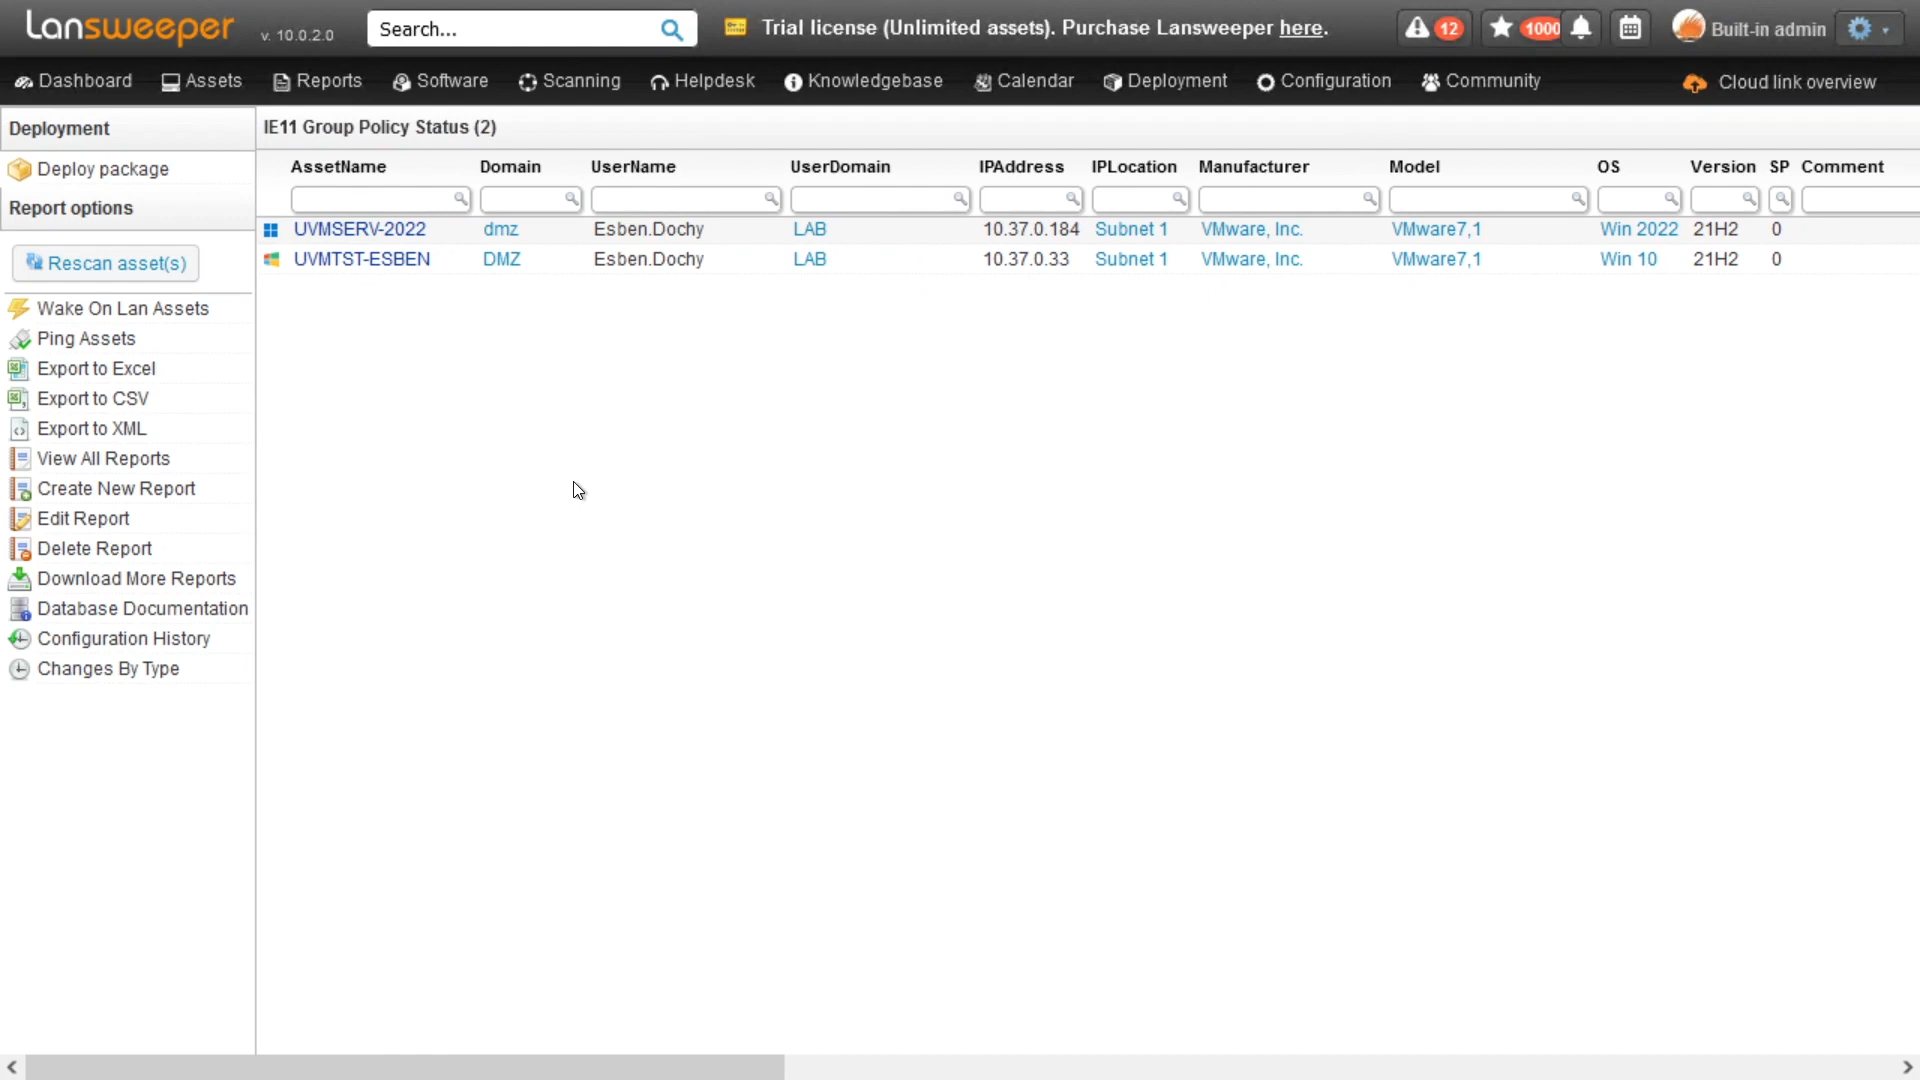 Lansweeper v. 10.0.2.0 Search... Trial license (Unlimited assets). Purchase Lansweeper here. 12 1000 Built-in admin
Dashboard Assets Reports Software Scanning Helpdesk Knowledgebase Calendar Deployment Configuration Community Cloud link overview
Deployment
Deploy package
Report options
Rescan asset(s)
Wake On Lan Assets
Ping Assets
Export to Excel
Export to CSV
Export to XML
View All Reports
Create New Report
Edit Report
Delete Report
Download More Reports
Database Documentation
Configuration History
Changes By Type
IE11 Group Policy Status (2)
AssetName Domain UserName UserDomain IPAddress IPLocation Manufacturer Model OS Version SP Comment
UVMSERV-2022 dmz Esben.Dochy LAB 10.37.0.184 Subnet 1 VMware, Inc. VMware7,1 Win 2022 21H2 0
UVMTST-ESBEN DMZ Esben.Dochy LAB 10.37.0.33 Subnet 1 VMware, Inc. VMware7,1 Win 10 21H2 0